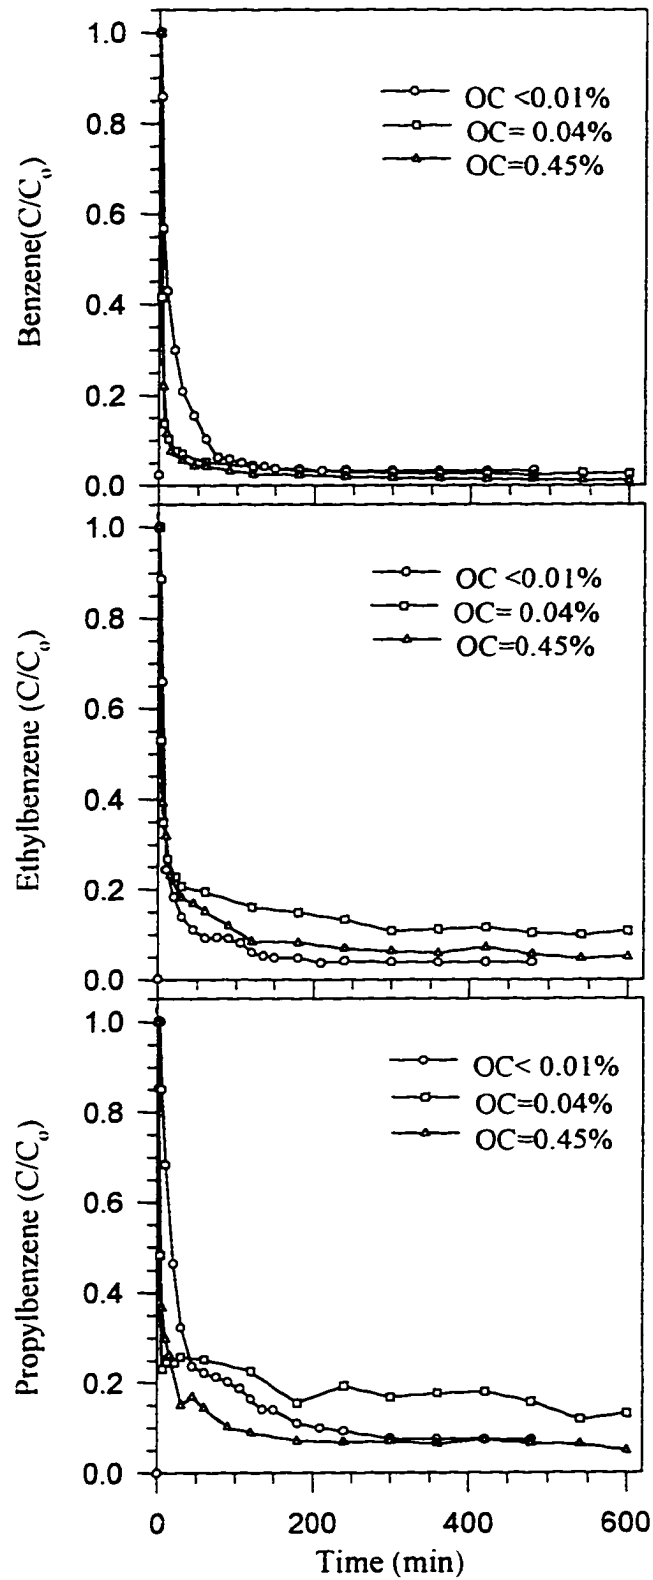 Benzene(C/Cₒ)
1.0
0.8
0.6
0.4
0.2
0.0
OC <0.01%
OC= 0.04%
OC=0.45%
Ethylbenzene (C/Cₒ)
1.0
0.8
0.6
0.4
0.2
0.0
OC <0.01%
OC= 0.04%
OC=0.45%
Propylbenzene (C/Cₒ)
1.0
0.8
0.6
0.4
0.2
0.0
OC< 0.01%
OC=0.04%
OC=0.45%
0 200 400 600
Time (min)